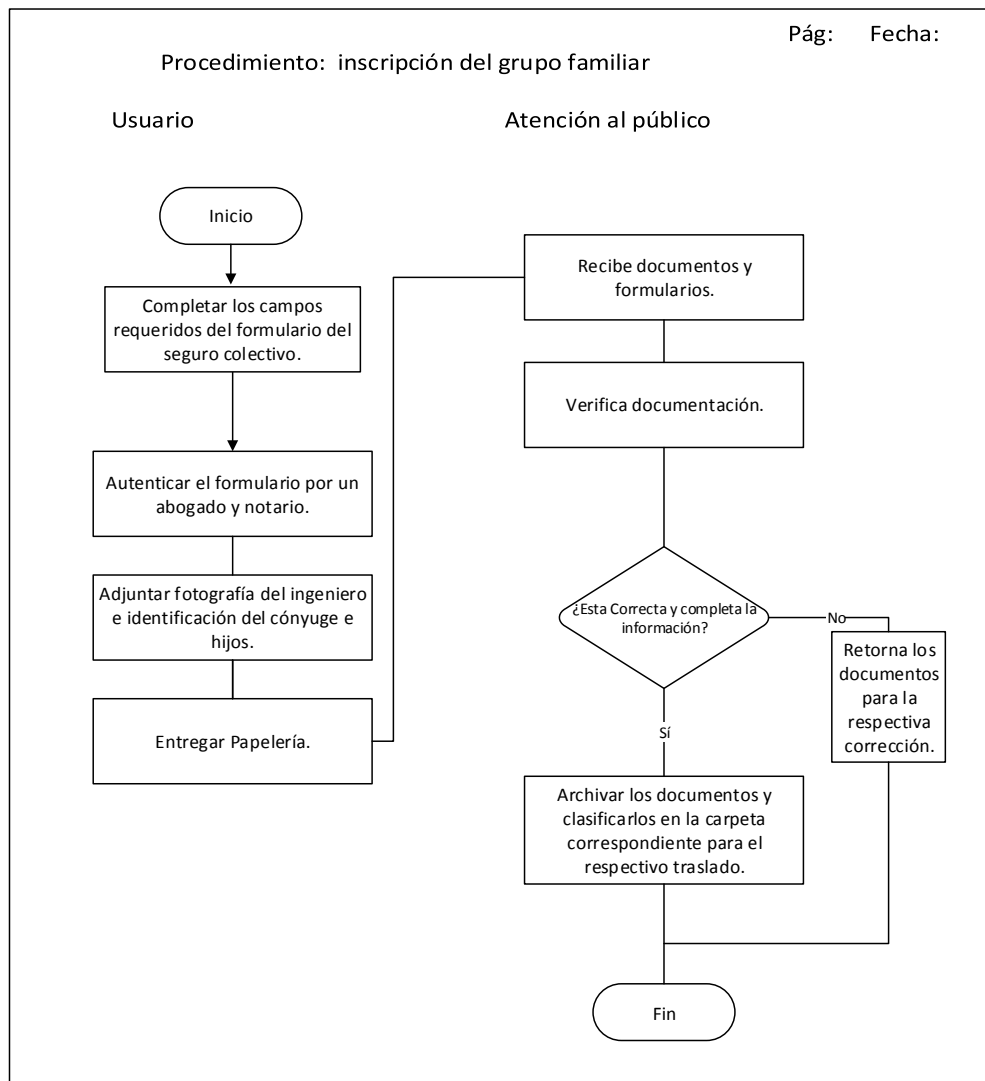 Pág: Fecha:
Procedimiento: inscripción del grupo familiar
Usuario
Atención al público
Inicio
Completar los campos
requeridos del formulario del
seguro colectivo.
Autenticar el formulario por un
abogado y notario.
Adjuntar fotografía del ingeniero
e identificación del cónyuge e
hijos.
Entregar Papelería.
Recibe documentos y
formularios.
Verifica documentación.
¿Esta Correcta y completa la
información?
No
Retorna los
documentos
para la
respectiva
corrección.
Sí
Archivar los documentos y
clasificarlos en la carpeta
correspondiente para el
respectivo traslado.
Fin